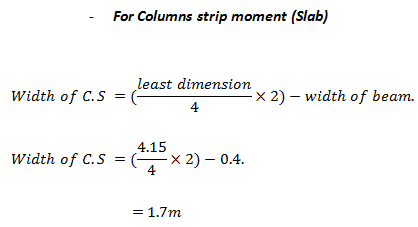 - For Columns strip moment (Slab)
Width of C.S = (least dimension / 4 × 2) − width of beam.
Width of C.S = (4.15 / 4 × 2) − 0.4.
= 1.7m